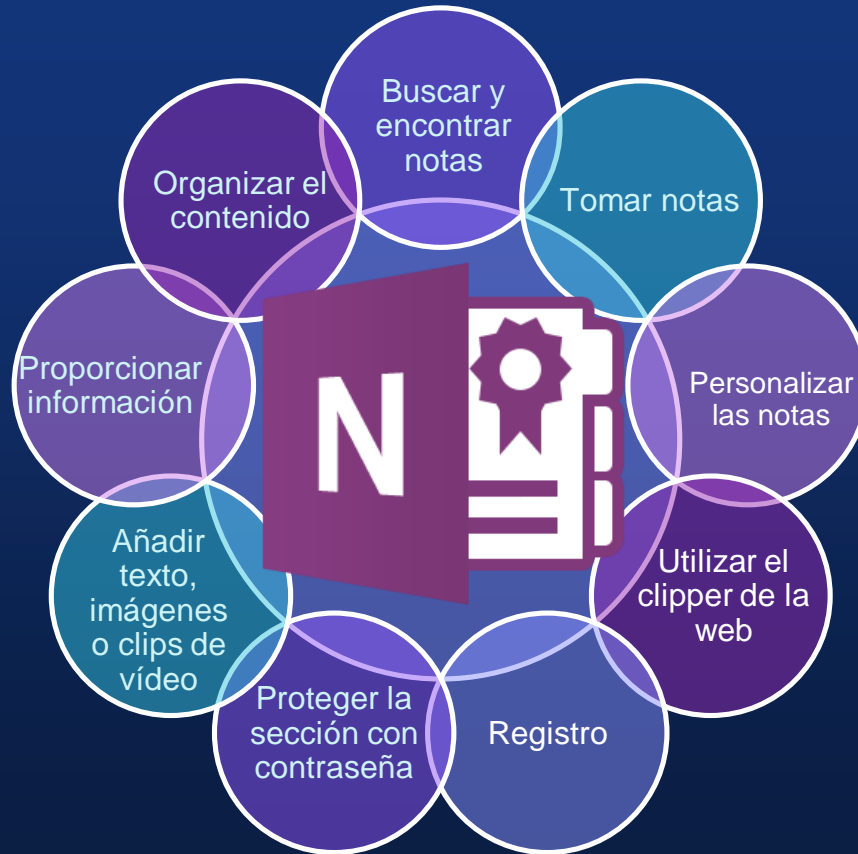 Buscar y
encontrar
notas
Tomar notas
Personalizar
las notas
Utilizar el
clipper de la
web
Registro
Proteger la
sección con
contraseña
Añadir
texto,
imágenes
o clips de
vídeo
Proporcionar
información
Organizar el
contenido
N